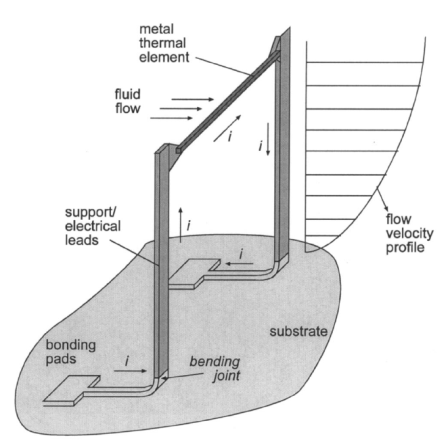 metal
thermal
element
fluid
flow
i
i
support/
electrical
leads
i
flow
velocity
profile
i
substrate
bonding
pads
i
bending
joint